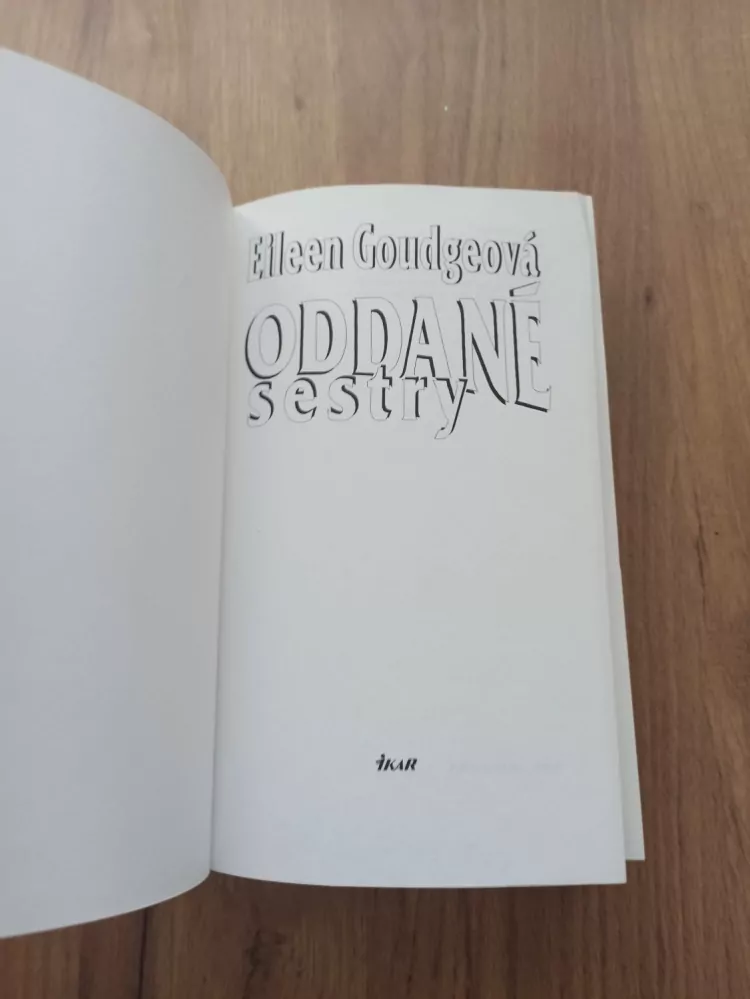 Eileen Goudgeová
ODDANÉ
sestry
IKAR